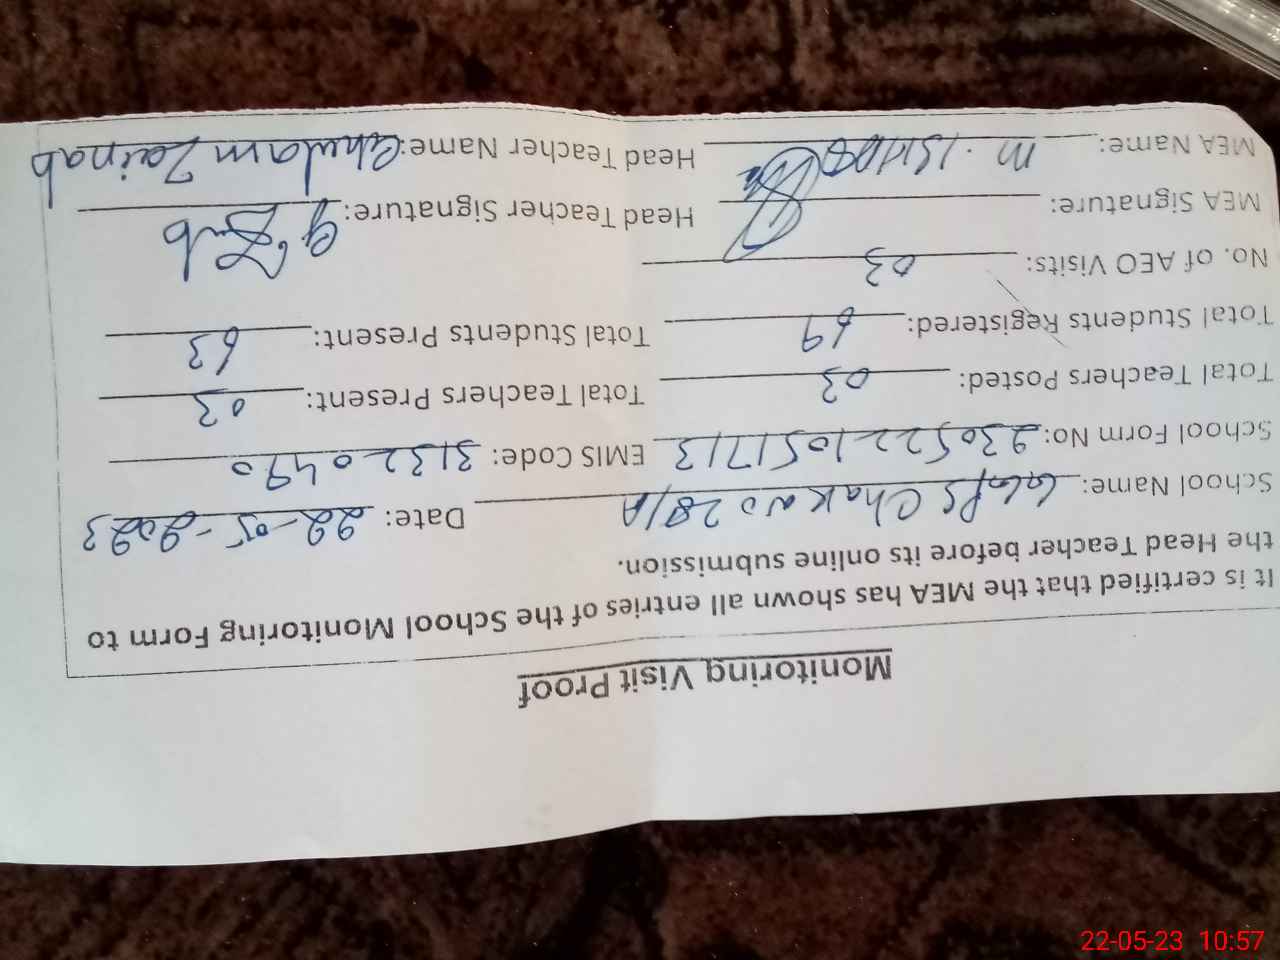 Monitoring Visit Proof
It is certified that the MEA has shown all entries of the School Monitoring Form to
the Head Teacher before its online submission.
School Name: GGPS Chak No 28/A Date: 22-05-2023
School Form No: 230522105171/3 EMIS Code: 31320490
Total Teachers Posted: 03 Total Teachers Present: 03
Total Students Registered: 69 Total Students Present: 63
No. of AEO Visits: 03
MEA Signature: Head Teacher Signature:
MEA Name: M. ISHAQ Head Teacher Name: Ghulam Zainab
22-05-23 10:57